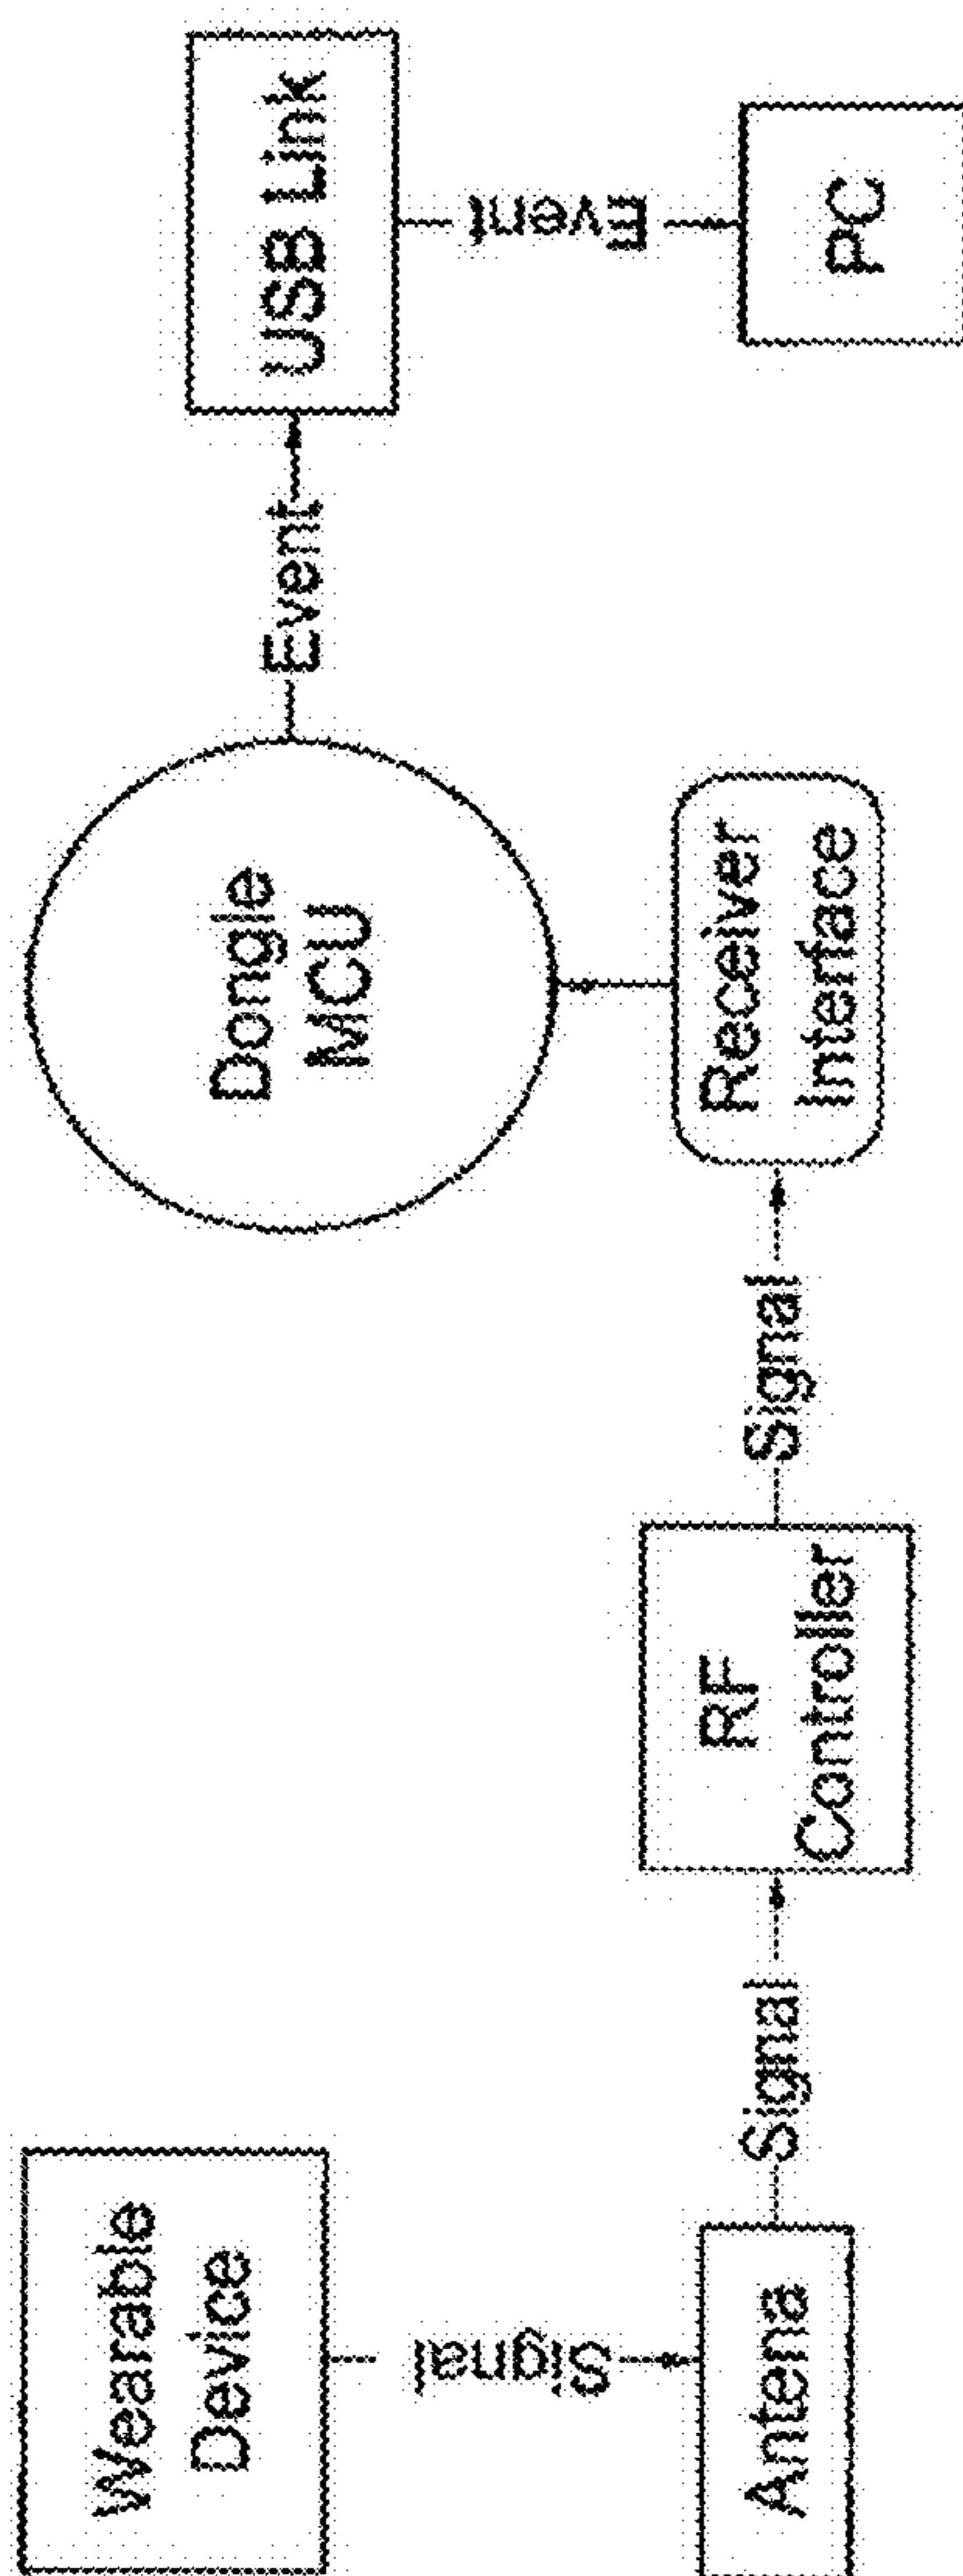 Wearable
Device
Signal
Antena
Signal
RF
Controller
Signal
Receiver
Interface
Dongle
MCU
Event
USB Link
Event
PC